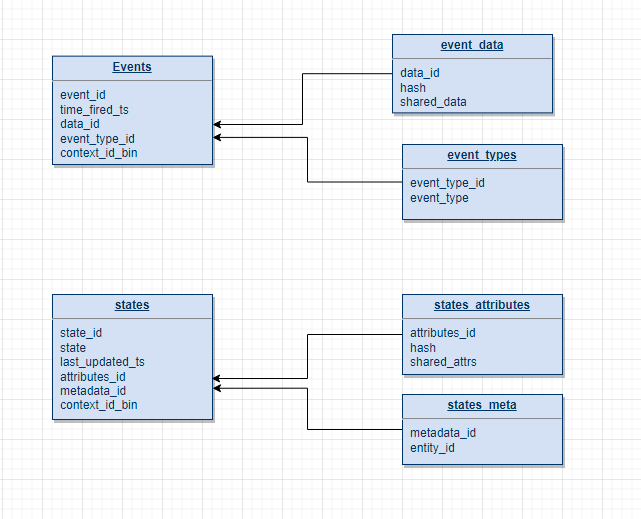 Events
event_id
time_fired_ts
data_id
event_type_id
context_id_bin
event_data
data_id
hash
shared_data
event_types
event_type_id
event_type
states
state_id
state
last_updated_ts
attributes_id
metadata_id
context_id_bin
states_attributes
attributes_id
hash
shared_attrs
states_meta
metadata_id
entity_id